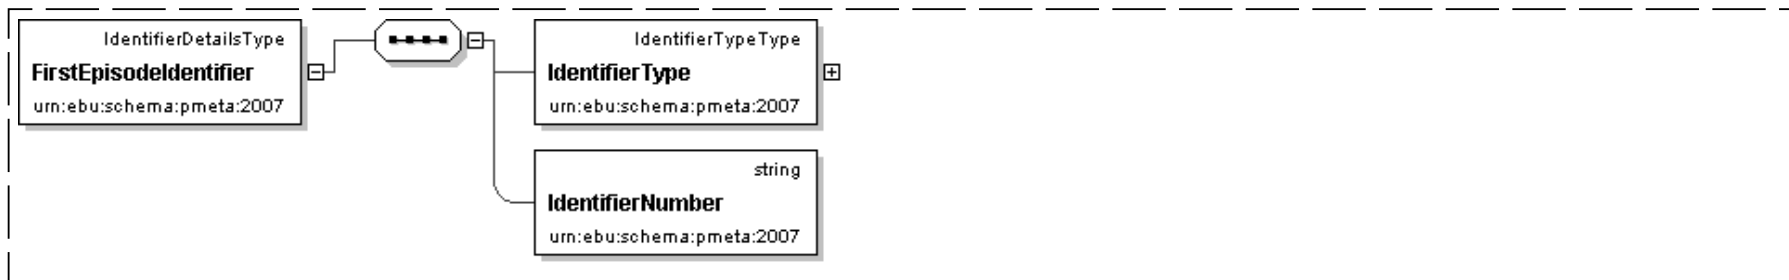 IdentifierDetailsType
FirstEpisodeIdentifier
urn:ebu:schema:pmeta:2007
IdentifierTypeType
IdentifierType
urn:ebu:schema:pmeta:2007
string
IdentifierNumber
urn:ebu:schema:pmeta:2007